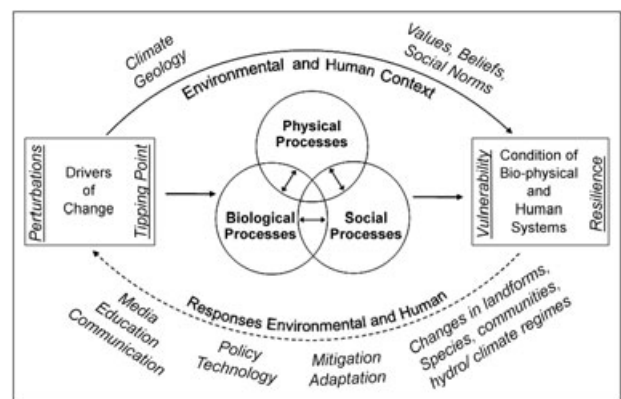 Climate
Geology
Values, Beliefs,
Social Norms
Environmental and Human Context
Physical
Processes
Perturbations
Drivers
of
Change
Tipping Point
Biological
Processes
Social
Processes
Vulnerability
Condition of
Bio-physical
and
Human
Systems
Resilience
Responses Environmental and Human
Media
Education
Communication
Policy
Technology
Mitigation
Adaptation
Changes in landforms,
Species, communities,
hydro/ climate regimes